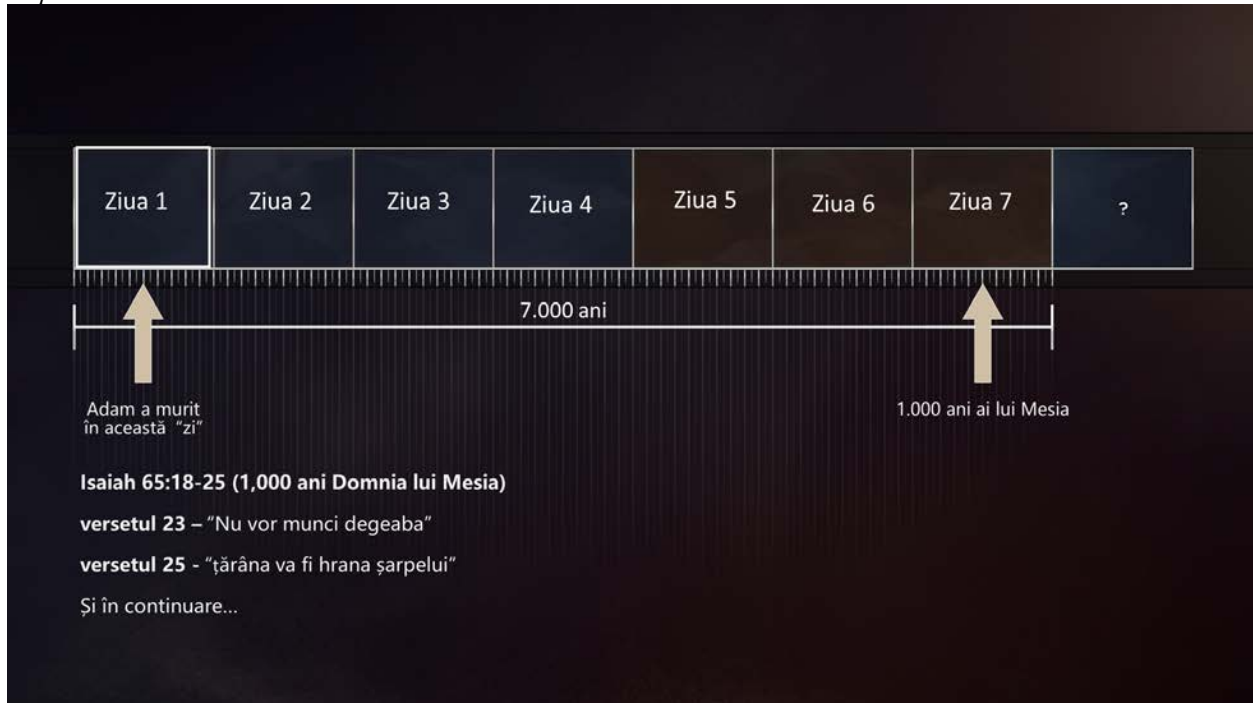 Ziua 1 Ziua 2 Ziua 3 Ziua 4 Ziua 5 Ziua 6 Ziua 7 ?
7.000 ani
Adam a murit
în această "zi"
1.000 ani ai lui Mesia
Isaiah 65:18-25 (1,000 ani Domnia lui Mesia)
versetul 23 – "Nu vor munci degeaba"
versetul 25 - "țărâna va fi hrana șarpelui"
Și în continuare...